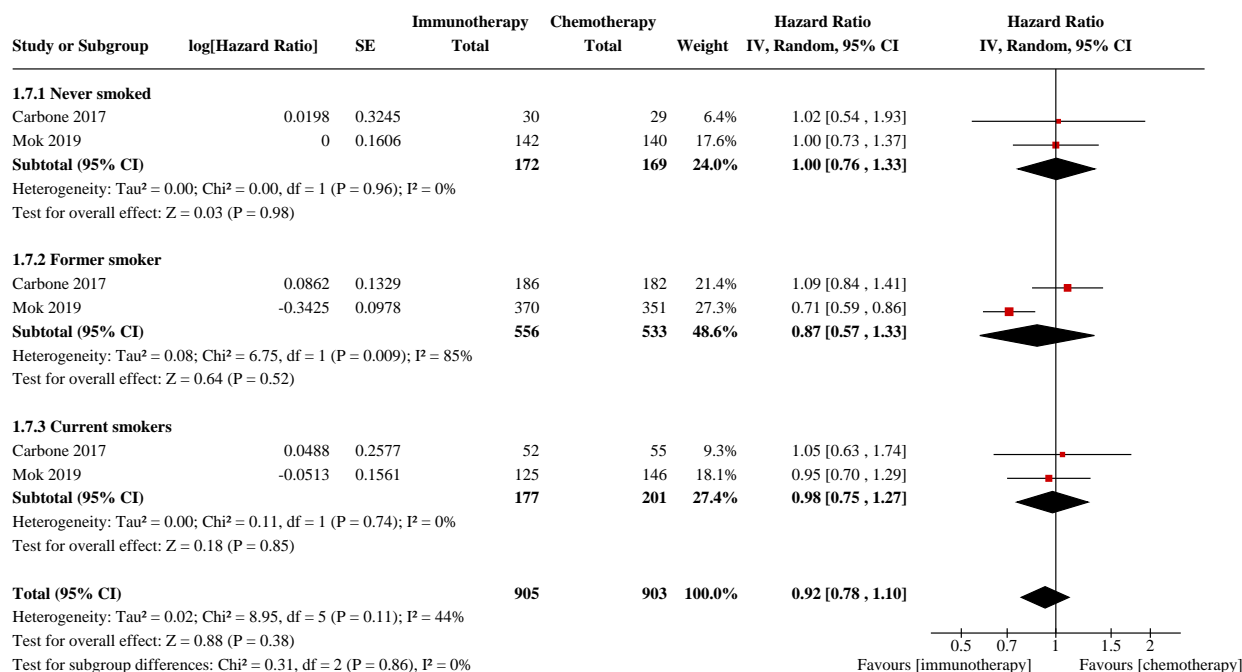 Immunotherapy Chemotherapy Hazard Ratio Hazard Ratio
Study or Subgroup log[Hazard Ratio] SE Total Total Weight IV, Random, 95% CI IV, Random, 95% CI
1.7.1 Never smoked
Carbone 2017 0.0198 0.3245 30 29 6.4% 1.02 [0.54 , 1.93]
Mok 2019 0 0.1606 142 140 17.6% 1.00 [0.73 , 1.37]
Subtotal (95% CI) 172 169 24.0% 1.00 [0.76 , 1.33]
Heterogeneity: Tau² = 0.00; Chi² = 0.00, df = 1 (P = 0.96); I² = 0%
Test for overall effect: Z = 0.03 (P = 0.98)
1.7.2 Former smoker
Carbone 2017 0.0862 0.1329 186 182 21.4% 1.09 [0.84 , 1.41]
Mok 2019 -0.3425 0.0978 370 351 27.3% 0.71 [0.59 , 0.86]
Subtotal (95% CI) 556 533 48.6% 0.87 [0.57 , 1.33]
Heterogeneity: Tau² = 0.08; Chi² = 6.75, df = 1 (P = 0.009); I² = 85%
Test for overall effect: Z = 0.64 (P = 0.52)
1.7.3 Current smokers
Carbone 2017 0.0488 0.2577 52 55 9.3% 1.05 [0.63 , 1.74]
Mok 2019 -0.0513 0.1561 125 146 18.1% 0.95 [0.70 , 1.29]
Subtotal (95% CI) 177 201 27.4% 0.98 [0.75 , 1.27]
Heterogeneity: Tau² = 0.00; Chi² = 0.11, df = 1 (P = 0.74); I² = 0%
Test for overall effect: Z = 0.18 (P = 0.85)
Total (95% CI) 905 903 100.0% 0.92 [0.78 , 1.10]
Heterogeneity: Tau² = 0.02; Chi² = 8.95, df = 5 (P = 0.11); I² = 44%
Test for overall effect: Z = 0.88 (P = 0.38)
0.5 0.7 1 1.5 2
Test for subgroup differences: Chi² = 0.31, df = 2 (P = 0.86), I² = 0% Favours [immunotherapy] Favours [chemotherapy]